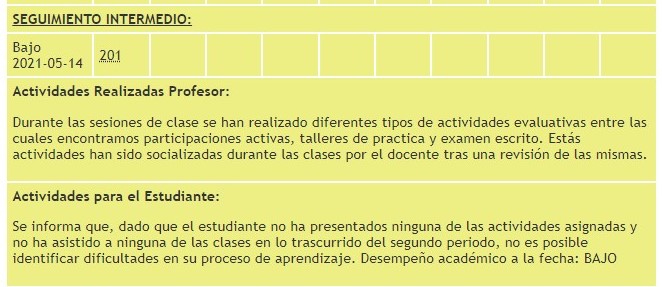 SEGUIMIENTO INTERMEDIO:
Bajo
2021-05-14
201
Actividades Realizadas Profesor:
Durante las sesiones de clase se han realizado diferentes tipos de actividades evaluativas entre las
cuales encontramos participaciones activas, talleres de practica y examen escrito. Estás
actividades han sido socializadas durante las clases por el docente tras una revisión de las mismas.
Actividades para el Estudiante:
Se informa que, dado que el estudiante no ha presentados ninguna de las actividades asignadas y
no ha asistido a ninguna de las clases en lo trascurrido del segundo periodo, no es posible
identificar dificultades en su proceso de aprendizaje. Desempeño académico a la fecha: BAJO